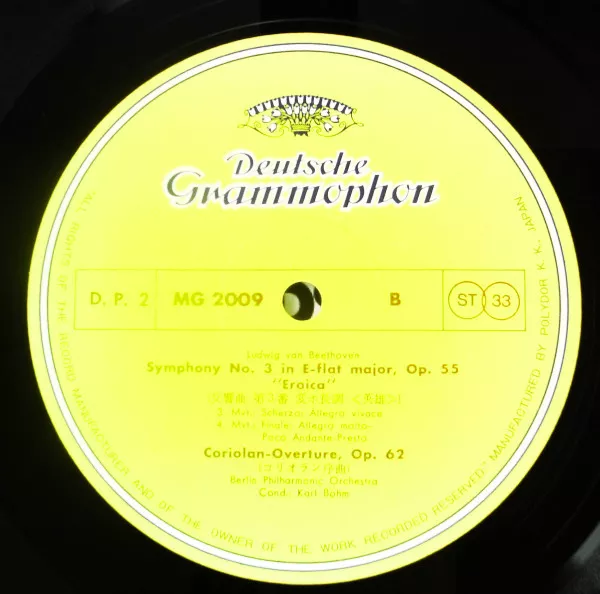 Deutsche
Grammophon
D. P. 2 MG 2009 B ST 33
Ludwig van Beethoven
Symphony No. 3 in E-flat major, Op. 55
"Eroica"
(交響曲 第3番 変ホ長調 《英雄》)
3. Mvt.: Scherzo: Allegro vivace
4. Mvt.: Finale: Allegro molto-
Poco Andante-Presto
Coriolan-Overture, Op. 62
(コリオラン序曲)
Berlin Philharmonic Orchestra
Cond. Karl Böhm
"ALL RIGHTS OF THE RECORD MANUFACTURER AND OF THE OWNER OF THE WORK RECORDED RESERVED." MANUFACTURED BY POLYDOR K. K., JAPAN